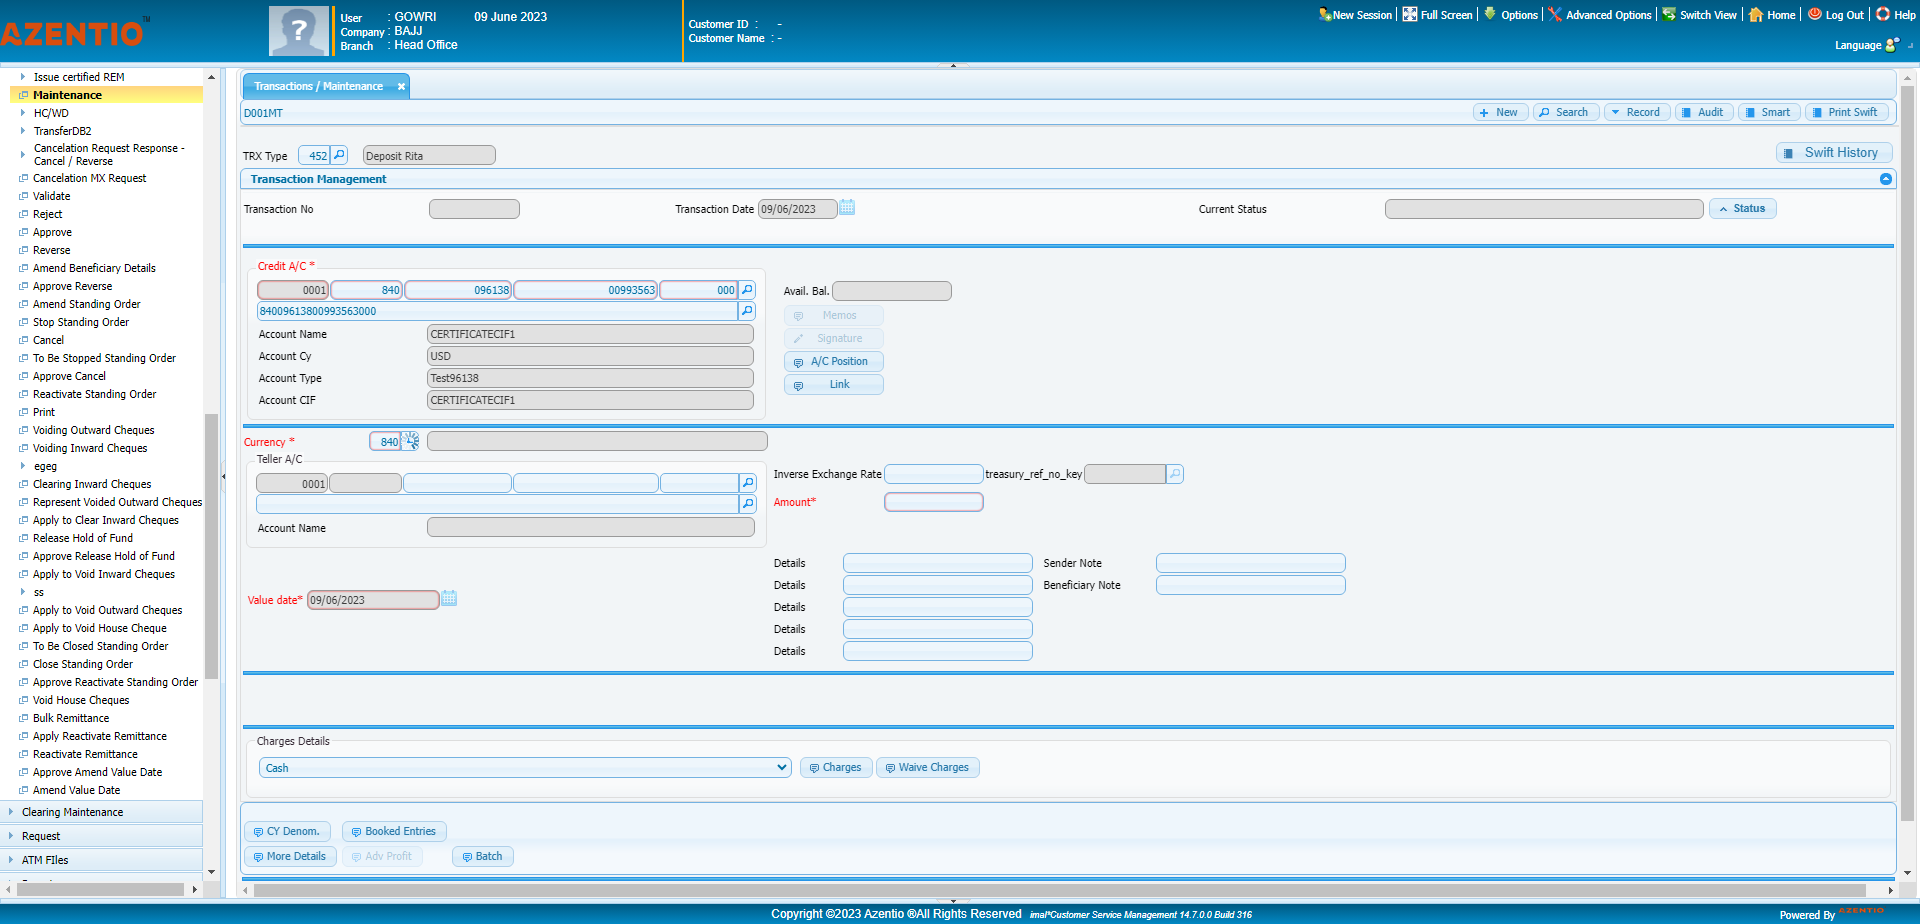 AZENTIO™
User : GOWRI 09 June 2023
Company : BAJJ
Branch : Head Office
Customer ID : -
Customer Name : -
New Session Full Screen Options Advanced Options Switch View Home Log Out Help
Language
Issue certified REM
Maintenance
HC/WD
TransferDB2
Cancelation Request Response -
Cancel / Reverse
Cancelation MX Request
Validate
Reject
Approve
Reverse
Amend Beneficiary Details
Approve Reverse
Amend Standing Order
Stop Standing Order
Cancel
To Be Stopped Standing Order
Approve Cancel
Reactivate Standing Order
Print
Voiding Outward Cheques
Voiding Inward Cheques
egeg
Clearing Inward Cheques
Represent Voided Outward Cheques
Apply to Clear Inward Cheques
Release Hold of Fund
Approve Release Hold of Fund
Apply to Void Inward Cheques
ss
Apply to Void Outward Cheques
Apply to Void House Cheque
To Be Closed Standing Order
Close Standing Order
Approve Reactivate Standing Order
Void House Cheques
Bulk Remittance
Apply Reactivate Remittance
Reactivate Remittance
Approve Amend Value Date
Amend Value Date
Clearing Maintenance
Request
ATM FIles
Transactions / Maintenance
D001MT
New Search Record Audit Smart Print Swift
TRX Type 452 Deposit Rita
Swift History
Transaction Management
Transaction No Transaction Date 09/06/2023 Current Status Status
Credit A/C *
0001 840 096138 00993563 000
84009613800993563000
Account Name CERTIFICATECIF1
Account Cy USD
Account Type Test96138
Account CIF CERTIFICATECIF1
Avail. Bal.
Memos
Signature
A/C Position
Link
Currency * 840
Teller A/C
0001
Account Name
Inverse Exchange Rate treasury_ref_no_key
Amount*
Value date* 09/06/2023
Details Sender Note
Details Beneficiary Note
Details
Details
Details
Charges Details
Cash Charges Waive Charges
CY Denom. Booked Entries
More Details Adv Profit Batch
Copyright ©2023 Azentio ®All Rights Reserved imal*Customer Service Management 14.7.0.0 Build 316
Powered By AZENTIO